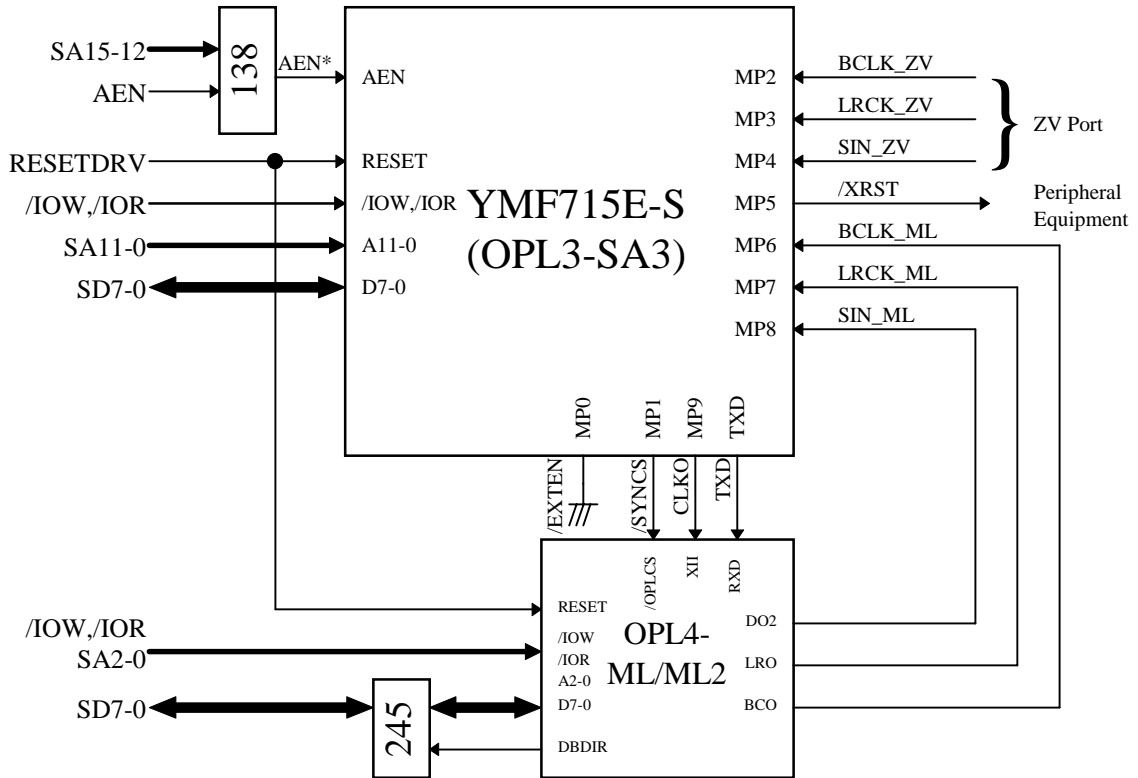 SA15-12
AEN
138
AEN*
AEN
RESETDRV
RESET
/IOW,/IOR
/IOW,/IOR
SA11-0
A11-0
SD7-0
D7-0
YMF715E-S
(OPL3-SA3)
MP2
BCLK_ZV
MP3
LRCK_ZV
MP4
SIN_ZV
ZV Port
MP5
/XRST
Peripheral
Equipment
MP6
BCLK_ML
MP7
LRCK_ML
MP8
SIN_ML
MP0
MP1
MP9
TXD
/EXTEN
/SYNCS
CLKO
TXD
/OPLCS
XII
RXD
RESET
/IOW,/IOR
SA2-0
/IOW
/IOR
A2-0
OPL4-
ML/ML2
SD7-0
245
D7-0
DBDIR
DO2
LRO
BCO